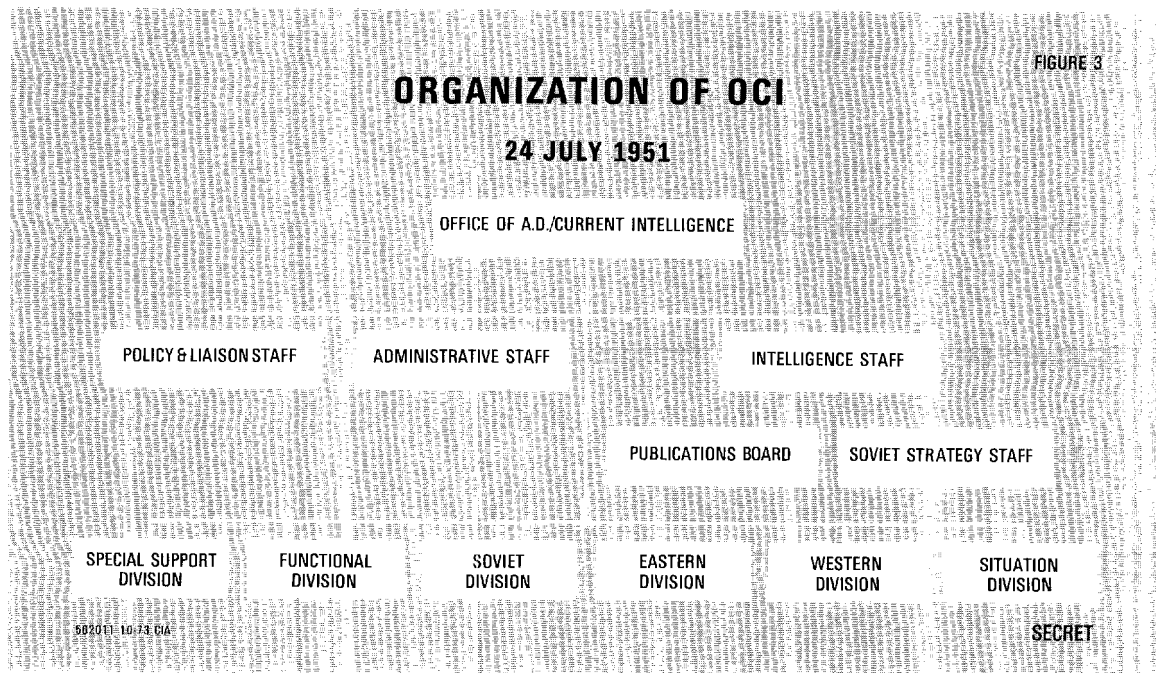 FIGURE 3
ORGANIZATION OF OCI
24 JULY 1951
OFFICE OF A.D./CURRENT INTELLIGENCE
POLICY & LIAISON STAFF
ADMINISTRATIVE STAFF
INTELLIGENCE STAFF
PUBLICATIONS BOARD
SOVIET STRATEGY STAFF
SPECIAL SUPPORT
DIVISION
FUNCTIONAL
DIVISION
SOVIET
DIVISION
EASTERN
DIVISION
WESTERN
DIVISION
SITUATION
DIVISION
582011 10-73 CIA
SECRET